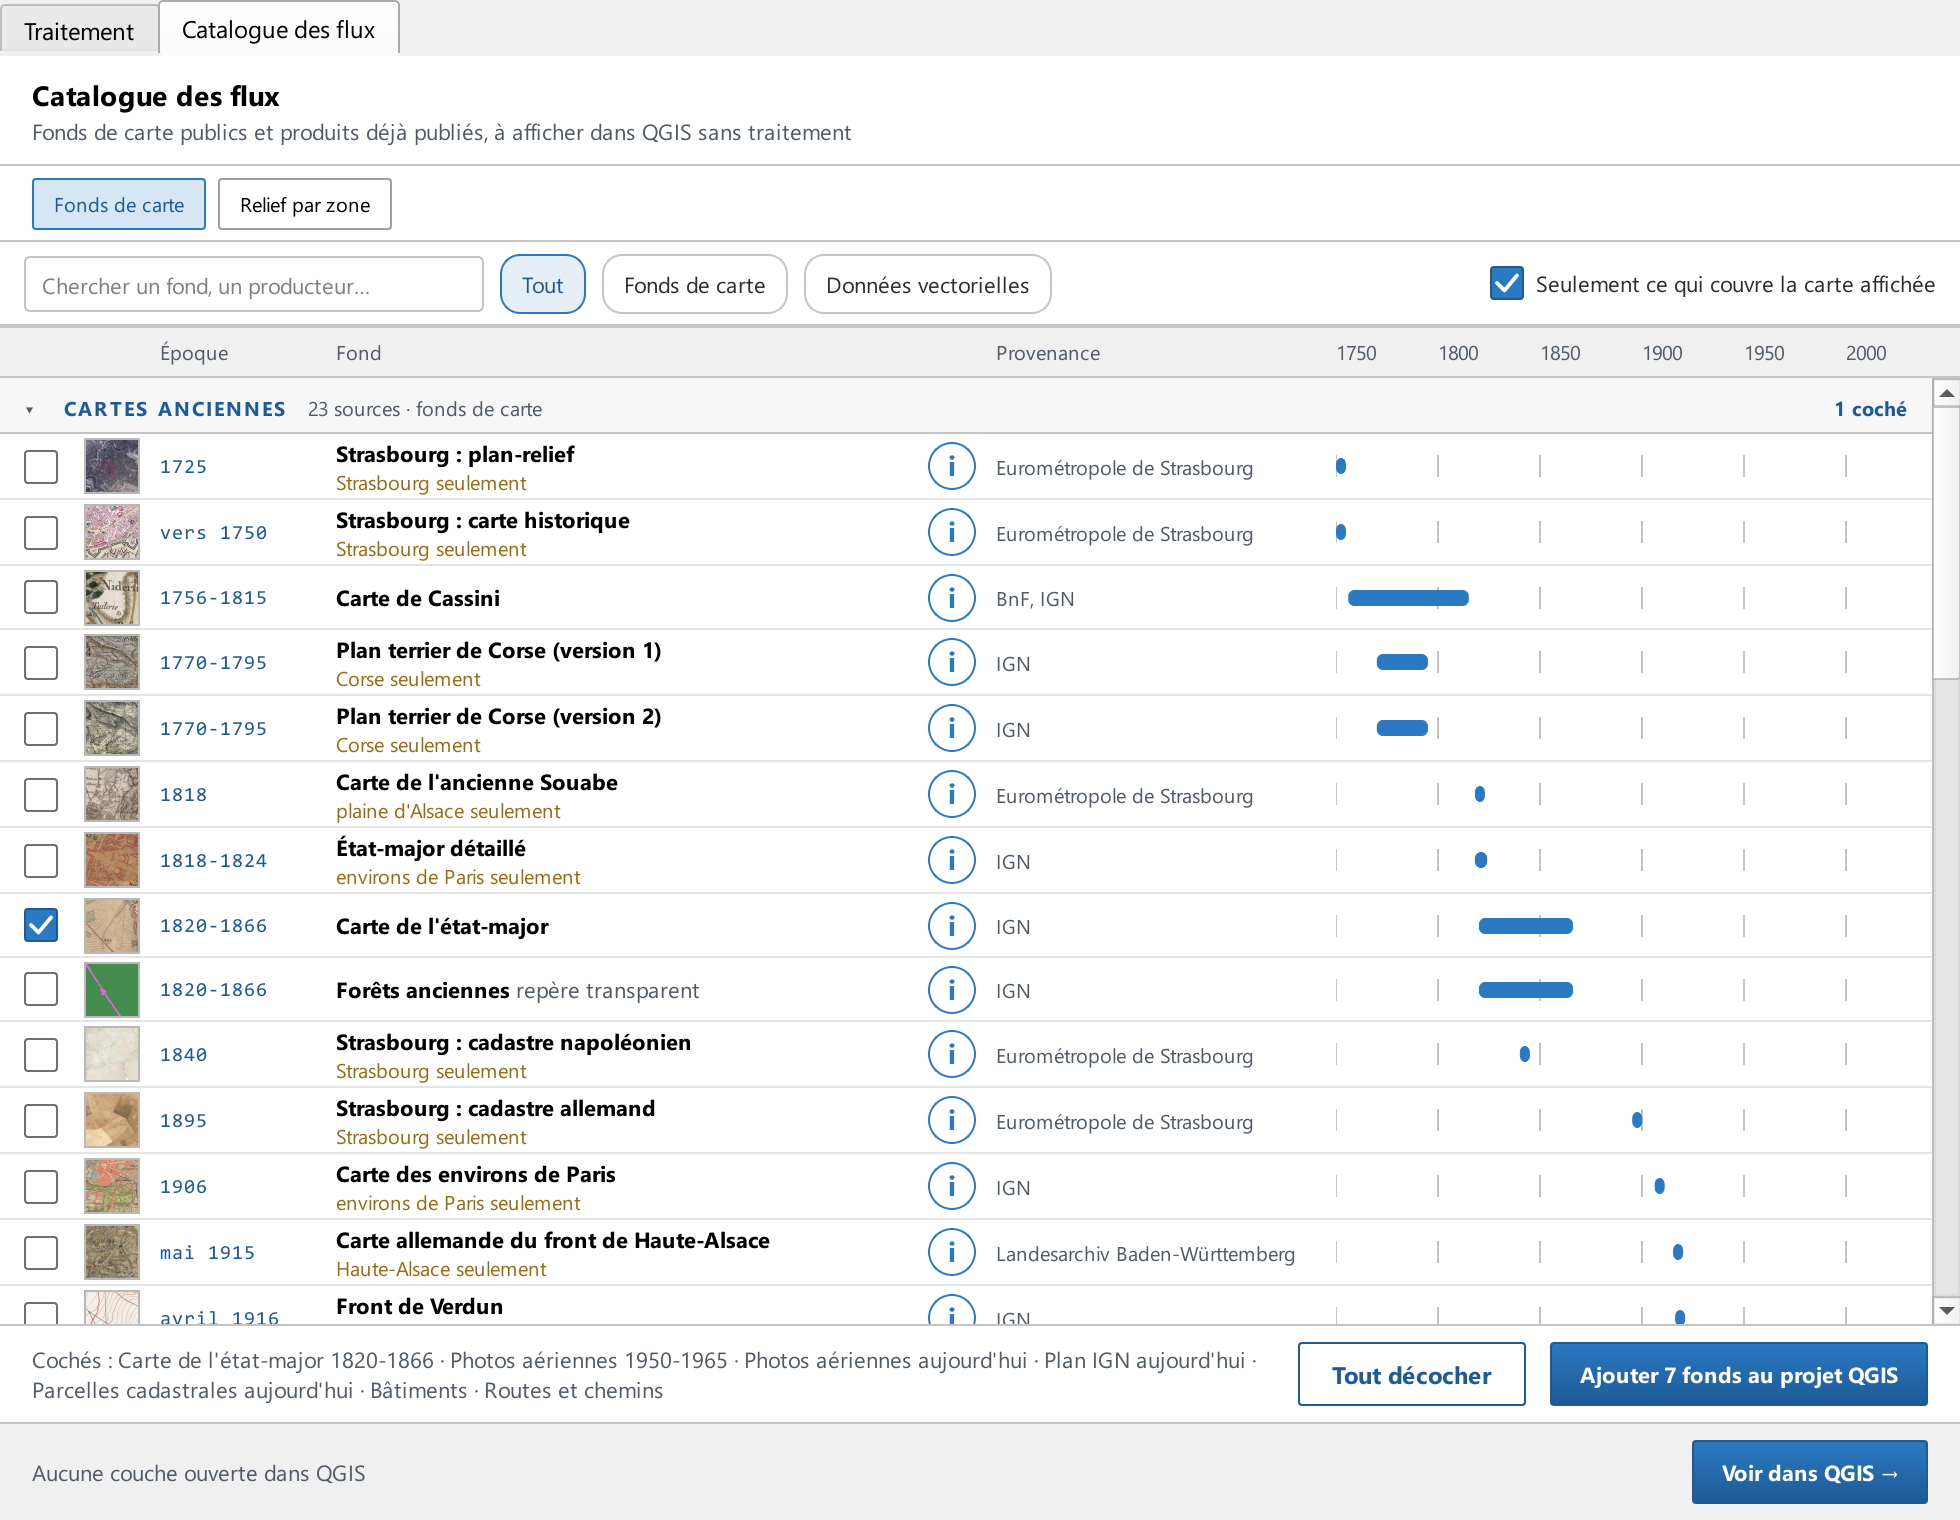 Traitement
Catalogue des flux
Catalogue des flux
Fonds de carte publics et produits déjà publiés, à afficher dans QGIS sans traitement
Fonds de carte
Relief par zone
Chercher un fond, un producteur...
Tout
Fonds de carte
Données vectorielles
Seulement ce qui couvre la carte affichée
Époque Fond Provenance 1750 1800 1850 1900 1950 2000
CARTES ANCIENNES 23 sources · fonds de carte 1 coché
1725 Strasbourg : plan-relief i Eurométropole de Strasbourg
Strasbourg seulement
vers 1750 Strasbourg : carte historique i Eurométropole de Strasbourg
Strasbourg seulement
1756-1815 Carte de Cassini i BnF, IGN
1770-1795 Plan terrier de Corse (version 1) i IGN
Corse seulement
1770-1795 Plan terrier de Corse (version 2) i IGN
Corse seulement
1818 Carte de l'ancienne Souabe i Eurométropole de Strasbourg
plaine d'Alsace seulement
1818-1824 État-major détaillé i IGN
environs de Paris seulement
1820-1866 Carte de l'état-major i IGN
1820-1866 Forêts anciennes repère transparent i IGN
1840 Strasbourg : cadastre napoléonien i Eurométropole de Strasbourg
Strasbourg seulement
1895 Strasbourg : cadastre allemand i Eurométropole de Strasbourg
Strasbourg seulement
1906 Carte des environs de Paris i IGN
environs de Paris seulement
mai 1915 Carte allemande du front de Haute-Alsace i Landesarchiv Baden-Württemberg
Haute-Alsace seulement
avril 1916 Front de Verdun i IGN
Cochés : Carte de l'état-major 1820-1866 · Photos aériennes 1950-1965 · Photos aériennes aujourd'hui · Plan IGN aujourd'hui ·
Parcelles cadastrales aujourd'hui · Bâtiments · Routes et chemins
Tout décocher
Ajouter 7 fonds au projet QGIS
Aucune couche ouverte dans QGIS
Voir dans QGIS →